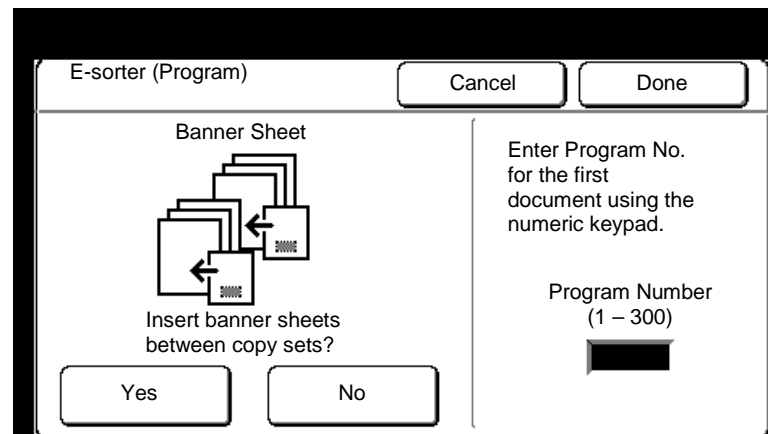 E-sorter (Program)
Cancel
Done
Banner Sheet
Insert banner sheets
between copy sets?
Yes
No
Enter Program No.
for the first
document using the
numeric keypad.
Program Number
(1 – 300)